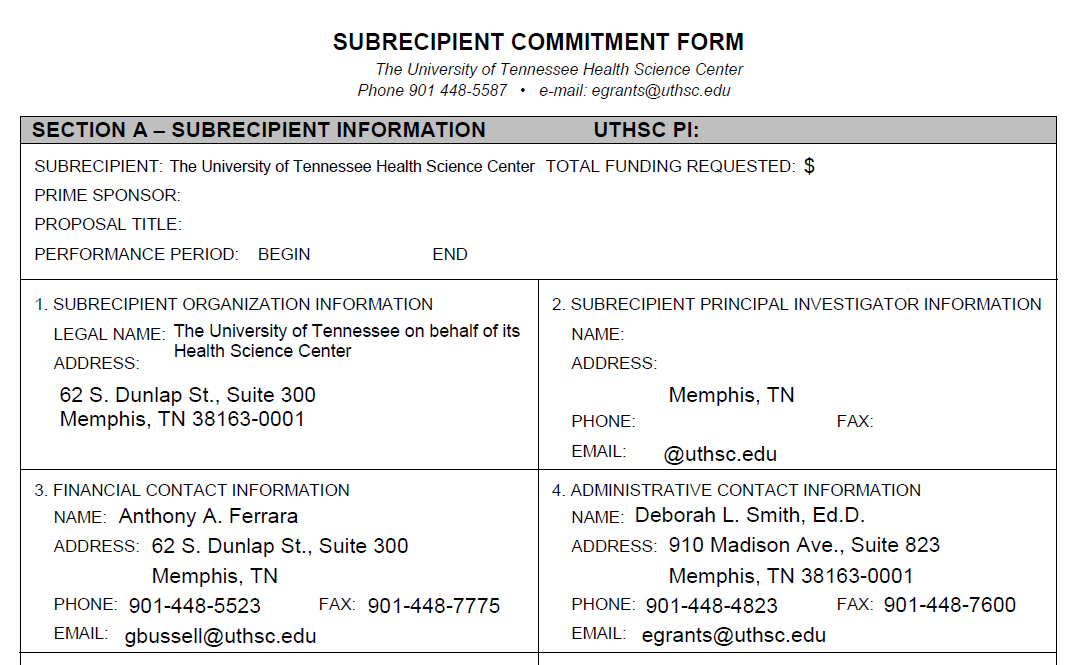 SUBRECIPIENT COMMITMENT FORM
The University of Tennessee Health Science Center
Phone 901 448-5587 • e-mail: egrants@uthsc.edu
SECTION A – SUBRECIPIENT INFORMATION UTHSC PI:
SUBRECIPIENT: The University of Tennessee Health Science Center TOTAL FUNDING REQUESTED: $
PRIME SPONSOR:
PROPOSAL TITLE:
PERFORMANCE PERIOD: BEGIN END
1. SUBRECIPIENT ORGANIZATION INFORMATION
LEGAL NAME: The University of Tennessee on behalf of its
Health Science Center
ADDRESS:
62 S. Dunlap St., Suite 300
Memphis, TN 38163-0001
2. SUBRECIPIENT PRINCIPAL INVESTIGATOR INFORMATION
NAME:
ADDRESS:
Memphis, TN
PHONE: FAX:
EMAIL: @uthsc.edu
3. FINANCIAL CONTACT INFORMATION
NAME: Anthony A. Ferrara
ADDRESS: 62 S. Dunlap St., Suite 300
Memphis, TN
PHONE: 901-448-5523 FAX: 901-448-7775
EMAIL: gbussell@uthsc.edu
4. ADMINISTRATIVE CONTACT INFORMATION
NAME: Deborah L. Smith, Ed.D.
ADDRESS: 910 Madison Ave., Suite 823
Memphis, TN 38163-0001
PHONE: 901-448-4823 FAX: 901-448-7600
EMAIL: egrants@uthsc.edu